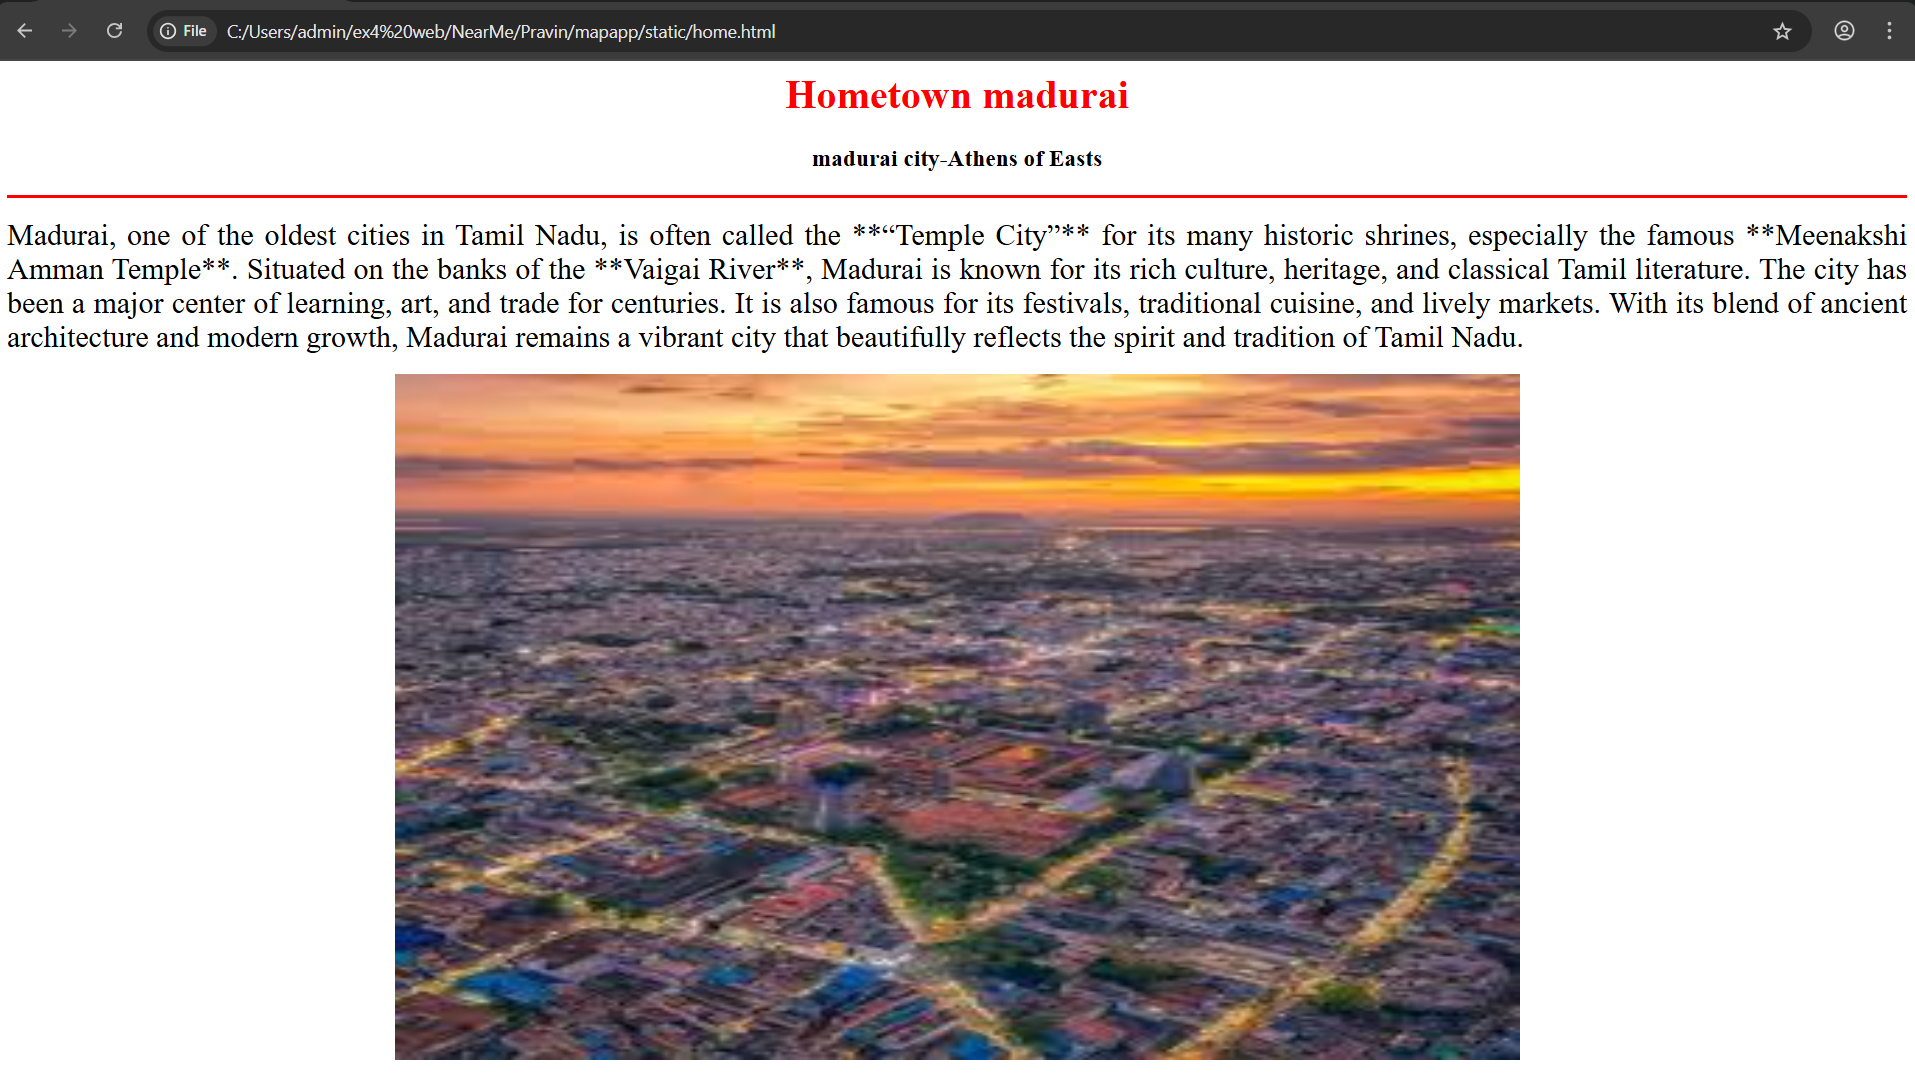 File C:/Users/admin/ex4%20web/NearMe/Pravin/mapapp/static/home.html
Hometown madurai
madurai city-Athens of Easts
Madurai, one of the oldest cities in Tamil Nadu, is often called the **“Temple City”** for its many historic shrines, especially the famous **Meenakshi
Amman Temple**. Situated on the banks of the **Vaigai River**, Madurai is known for its rich culture, heritage, and classical Tamil literature. The city has
been a major center of learning, art, and trade for centuries. It is also famous for its festivals, traditional cuisine, and lively markets. With its blend of ancient
architecture and modern growth, Madurai remains a vibrant city that beautifully reflects the spirit and tradition of Tamil Nadu.